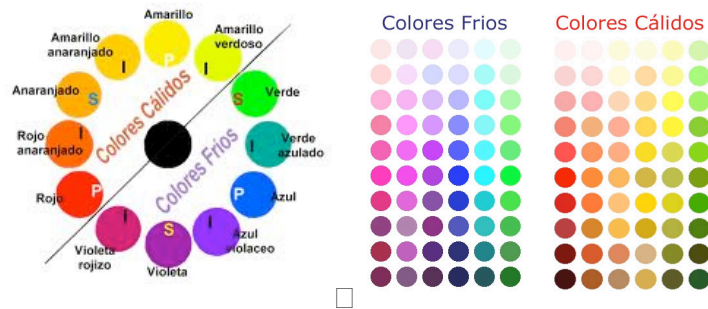 Amarillo
Amarillo
anaranjado
Amarillo
verdoso
I
P
I
Anaranjado
S
S
Verde
Colores Cálidos
Rojo
anaranjado
I
I
Verde
azulado
Colores Frios
Rojo
P
P
Azul
I
S
I
Violeta
rojizo
Violeta
Azul
violaceo
Colores Frios
Colores Cálidos